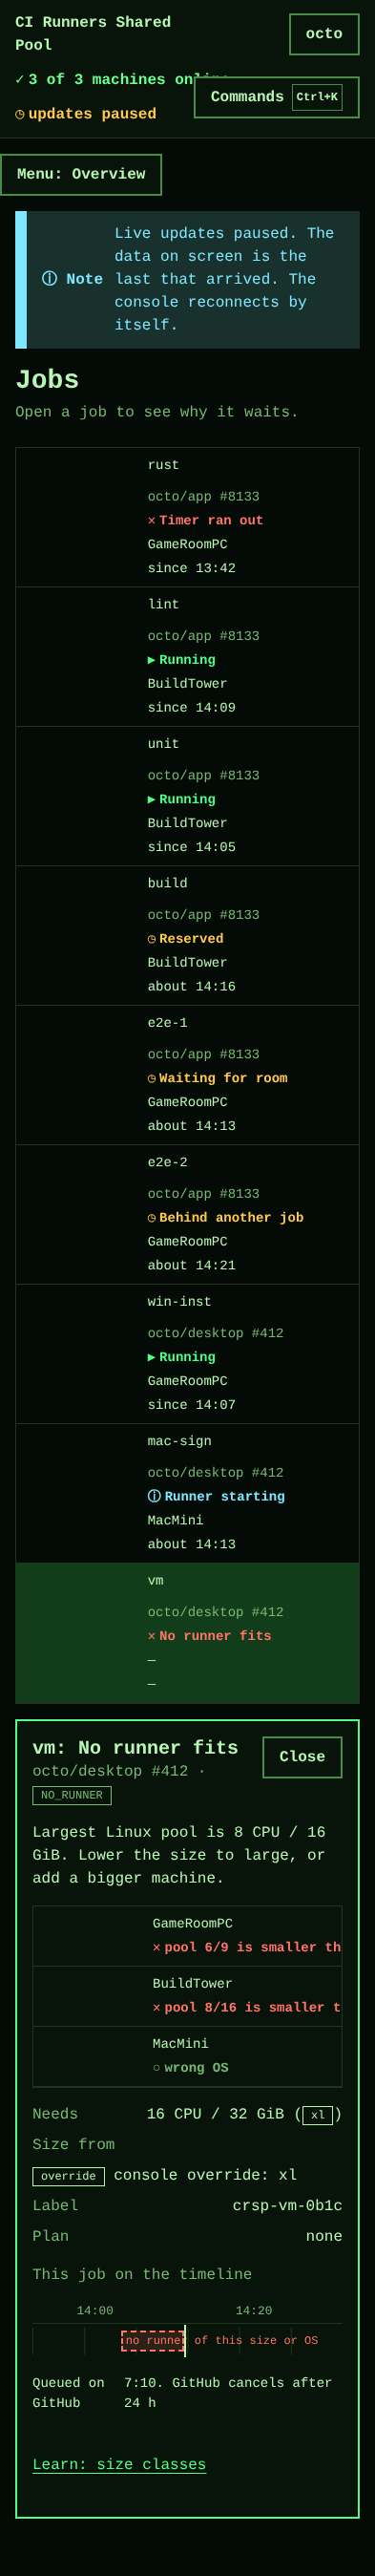 CI Runners Shared
Pool
octo
✓ 3 of 3 machines online
Commands Ctrl+K
◷ updates paused
Menu: Overview
ⓘ Note
Live updates paused. The
data on screen is the
last that arrived. The
console reconnects by
itself.
Jobs
Open a job to see why it waits.
rust
octo/app #8133
× Timer ran out
GameRoomPC
since 13:42
lint
octo/app #8133
▶ Running
BuildTower
since 14:09
unit
octo/app #8133
▶ Running
BuildTower
since 14:05
build
octo/app #8133
◷ Reserved
BuildTower
about 14:16
e2e-1
octo/app #8133
◷ Waiting for room
GameRoomPC
about 14:13
e2e-2
octo/app #8133
◷ Behind another job
GameRoomPC
about 14:21
win-inst
octo/desktop #412
▶ Running
GameRoomPC
since 14:07
mac-sign
octo/desktop #412
ⓘ Runner starting
MacMini
about 14:13
vm
octo/desktop #412
× No runner fits
—
—
vm: No runner fits
Close
octo/desktop #412 ·
NO_RUNNER
Largest Linux pool is 8 CPU / 16
GiB. Lower the size to large, or
add a bigger machine.
GameRoomPC
× pool 6/9 is smaller th
BuildTower
× pool 8/16 is smaller t
MacMini
○ wrong OS
Needs 16 CPU / 32 GiB ( xl )
Size from
override console override: xl
Label crsp-vm-0b1c
Plan none
This job on the timeline
14:00 14:20
no runne of this size or OS
Queued on GitHub
7:10. GitHub cancels after
24 h
Learn: size classes